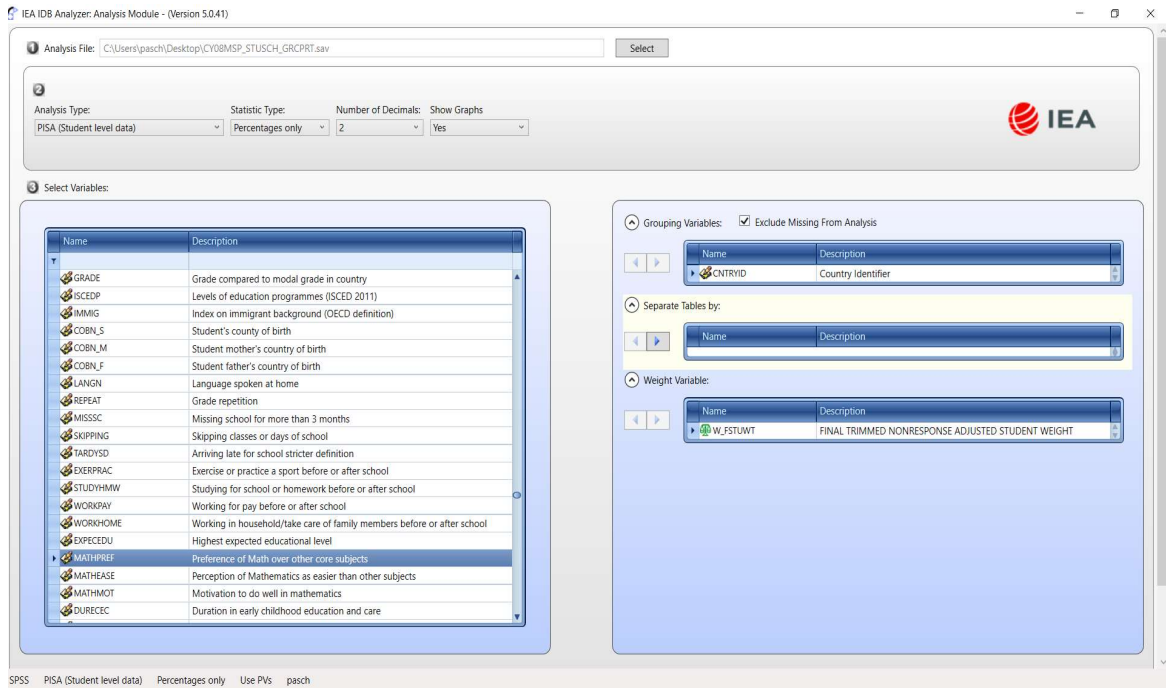 IEA IDB Analyzer: Analysis Module - (Version 5.0.41)
1 Analysis File: C:\Users\pasch\Desktop\CY08MSP_STUSCH_GRCPRT.sav Select
2
Analysis Type: Statistic Type: Number of Decimals: Show Graphs
PISA (Student level data) Percentages only 2 Yes
IEA
3 Select Variables:
Name Description
GRADE Grade compared to modal grade in country
ISCEDP Levels of education programmes (ISCED 2011)
IMMIG Index on immigrant background (OECD definition)
COBN_S Student's county of birth
COBN_M Student mother's country of birth
COBN_F Student father's country of birth
LANGN Language spoken at home
REPEAT Grade repetition
MISSSC Missing school for more than 3 months
SKIPPING Skipping classes or days of school
TARDYSD Arriving late for school stricter definition
EXERPRAC Exercise or practice a sport before or after school
STUDYHMW Studying for school or homework before or after school
WORKPAY Working for pay before or after school
WORKHOME Working in household/take care of family members before or after school
EXPECEDU Highest expected educational level
MATHPREF Preference of Math over other core subjects
MATHEASE Perception of Mathematics as easier than other subjects
MATHMOT Motivation to do well in mathematics
DURECEC Duration in early childhood education and care
Grouping Variables: Exclude Missing From Analysis
Name Description
CNTRYID Country Identifier
Separate Tables by:
Name Description
Weight Variable:
Name Description
W_FSTUWT FINAL TRIMMED NONRESPONSE ADJUSTED STUDENT WEIGHT
SPSS PISA (Student level data) Percentages only Use PVs pasch